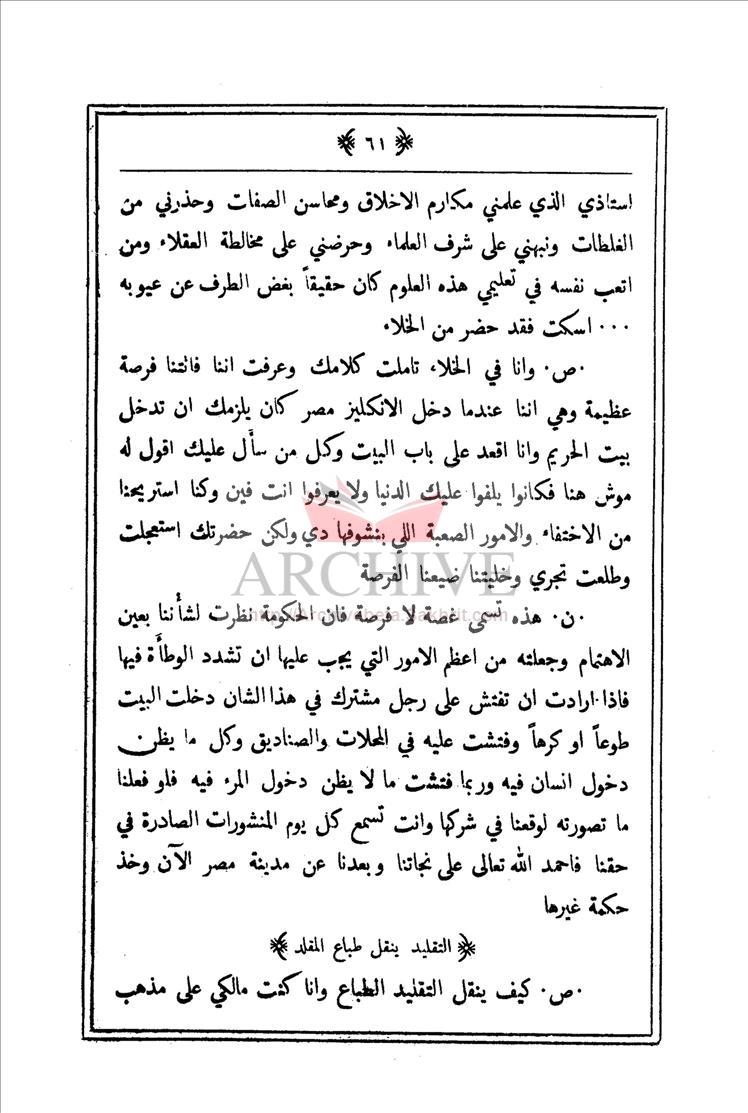 ﴿ ٦١ ﴾
استاذي الذي علمني مكارم الاخلاق ومحاسن الصفات وحذرني من
الغلطات ونبهني على شرف العلماء وحرضني على مخالطة العقلاء ومن
اتعب نفسه في تعليمي هذه العلوم كان حقيقاً بغض الطرف عن عيوبه
٠٠٠ اسكت فقد حضر من الخلاء
ص٠ وانا في الخلاء تاملت كلامك وعرفت اننا فاتتنا فرصة
عظيمة وهي اننا عندما دخل الانكليز مصر كان يلزمك ان تدخل
بيت الحريم وانا اقعد على باب البيت وكل من سأل عليك اقول له
موش هنا فكانوا يلفوا عليك الدنيا ولا يعرفوا انت فين وكنا استريحنا
من الاختفاء والامور الصعبة اللي بنشوفها دي ولكن حضرتك استعجلت
وطلعت تجري وخليتنا ضيعنا الفرصة
ARCHIVE
http://Archivebeta.Sakhrit.com
ن٠ هذه تسمى غصة لا فرصة فان الحكومة نظرت لشأننا بعين
الاهتمام وجعلته من اعظم الامور التي يجب عليها ان تشدد الوطأة فيها
فاذا ارادت ان تفتش على رجل مشترك في هذا الشان دخلت البيت
طوعاً او كرهاً وفتشت عليه في المحلات والصناديق وكل ما يظن
دخول انسان فيه وربما فتشت ما لا يظن دخول المرء فيه فلو فعلنا
ما تصورته لوقعنا في شركها وانت تسمع كل يوم المنشورات الصادرة في
حقنا فاحمد الله تعالى على نجاتنا وبعدنا عن مدينة مصر الآن وخذ
حكمة غيرها
﴿ التقليد ينقل طباع المقلد ﴾
ص٠ كيف ينقل التقليد الطباع وانا كنت مالكي على مذهب